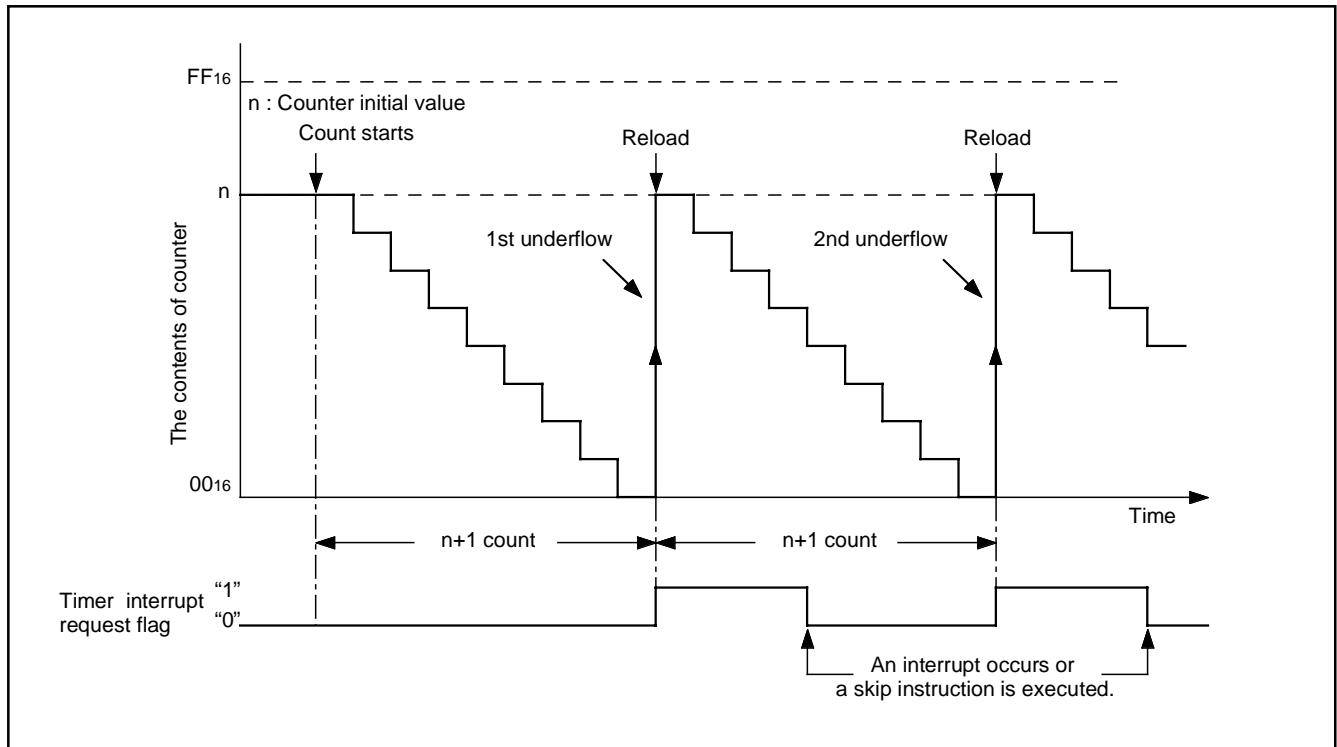 FF16
n : Counter initial value
Count starts
Reload
Reload
n
1st underflow
2nd underflow
The contents of counter
0016
Time
n+1 count
n+1 count
Timer interrupt
request flag
“1”
“0”
An interrupt occurs or
a skip instruction is executed.